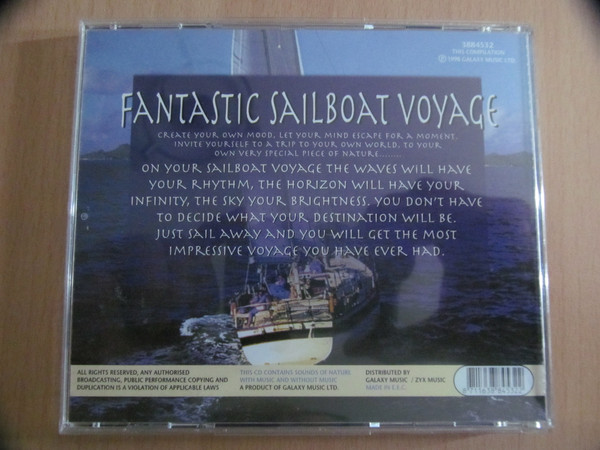 SEB4532
THIS COMPILATION
℗ 1998 GALAXY MUSIC LTD.
FANTASTIC SAILBOAT VOYAGE
CREATE YOUR OWN MOOD, LET YOUR MIND ESCAPE FOR A MOMENT.
INVITE YOURSELF TO A TRIP TO YOUR OWN WORLD, TO YOUR
OWN VERY SPECIAL PIECE OF NATURE.........
ON YOUR SAILBOAT VOYAGE THE WAVES WILL HAVE
YOUR RHYTHM, THE HORIZON WILL HAVE YOUR
INFINITY, THE SKY YOUR BRIGHTNESS. YOU DON'T HAVE
TO DECIDE WHAT YOUR DESTINATION WILL BE.
JUST SAIL AWAY AND YOU WILL GET THE MOST
IMPRESSIVE VOYAGE YOU HAVE EVER HAD.
ALL RIGHTS RESERVED, ANY AUTHORISED
BROADCASTING, PUBLIC PERFORMANCE COPYING AND
DUPLICATION IS A VIOLATION OF APPLICABLE LAWS
THIS CD CONTAINS SOUNDS OF NATURE
WITH MUSIC AND WITHOUT MUSIC
A PRODUCT OF GALAXY MUSIC LTD.
DISTRIBUTED BY
GALAXY MUSIC / ZYX MUSIC
MADE IN E.E.C.